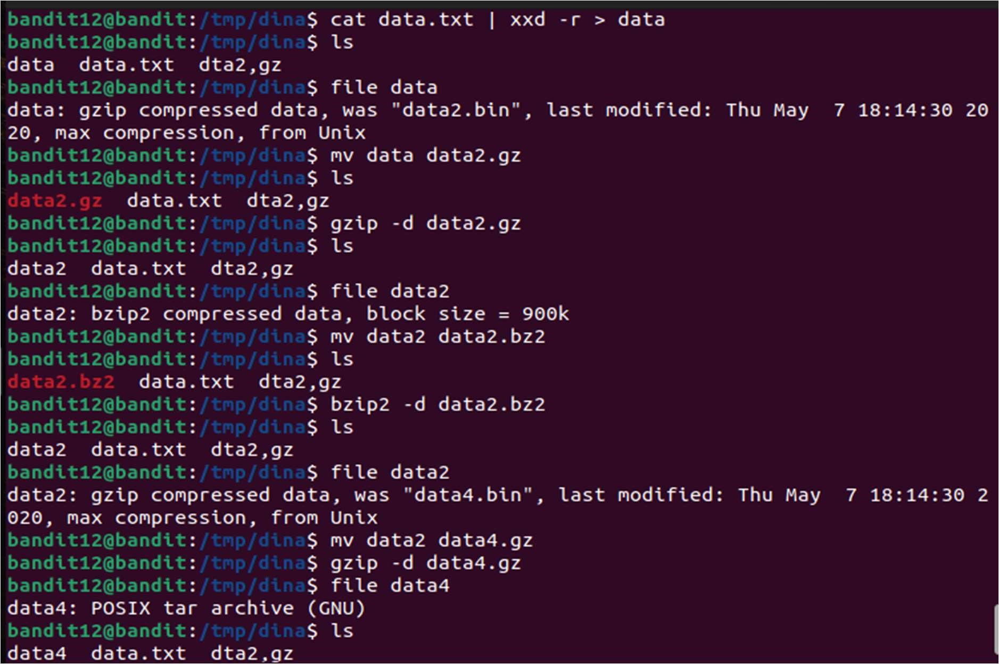 bandit12@bandit:/tmp/dina$ cat data.txt | xxd -r > data
bandit12@bandit:/tmp/dina$ ls
data  data.txt  dta2,gz
bandit12@bandit:/tmp/dina$ file data
data: gzip compressed data, was "data2.bin", last modified: Thu May  7 18:14:30 20
20, max compression, from Unix
bandit12@bandit:/tmp/dina$ mv data data2.gz
bandit12@bandit:/tmp/dina$ ls
data2.gz  data.txt  dta2,gz
bandit12@bandit:/tmp/dina$ gzip -d data2.gz
bandit12@bandit:/tmp/dina$ ls
data2  data.txt  dta2,gz
bandit12@bandit:/tmp/dina$ file data2
data2: bzip2 compressed data, block size = 900k
bandit12@bandit:/tmp/dina$ mv data2 data2.bz2
bandit12@bandit:/tmp/dina$ ls
data2.bz2  data.txt  dta2,gz
bandit12@bandit:/tmp/dina$ bzip2 -d data2.bz2
bandit12@bandit:/tmp/dina$ ls
data2  data.txt  dta2,gz
bandit12@bandit:/tmp/dina$ file data2
data2: gzip compressed data, was "data4.bin", last modified: Thu May  7 18:14:30 2
020, max compression, from Unix
bandit12@bandit:/tmp/dina$ mv data2 data4.gz
bandit12@bandit:/tmp/dina$ gzip -d data4.gz
bandit12@bandit:/tmp/dina$ file data4
data4: POSIX tar archive (GNU)
bandit12@bandit:/tmp/dina$ ls
data4  data.txt  dta2,gz